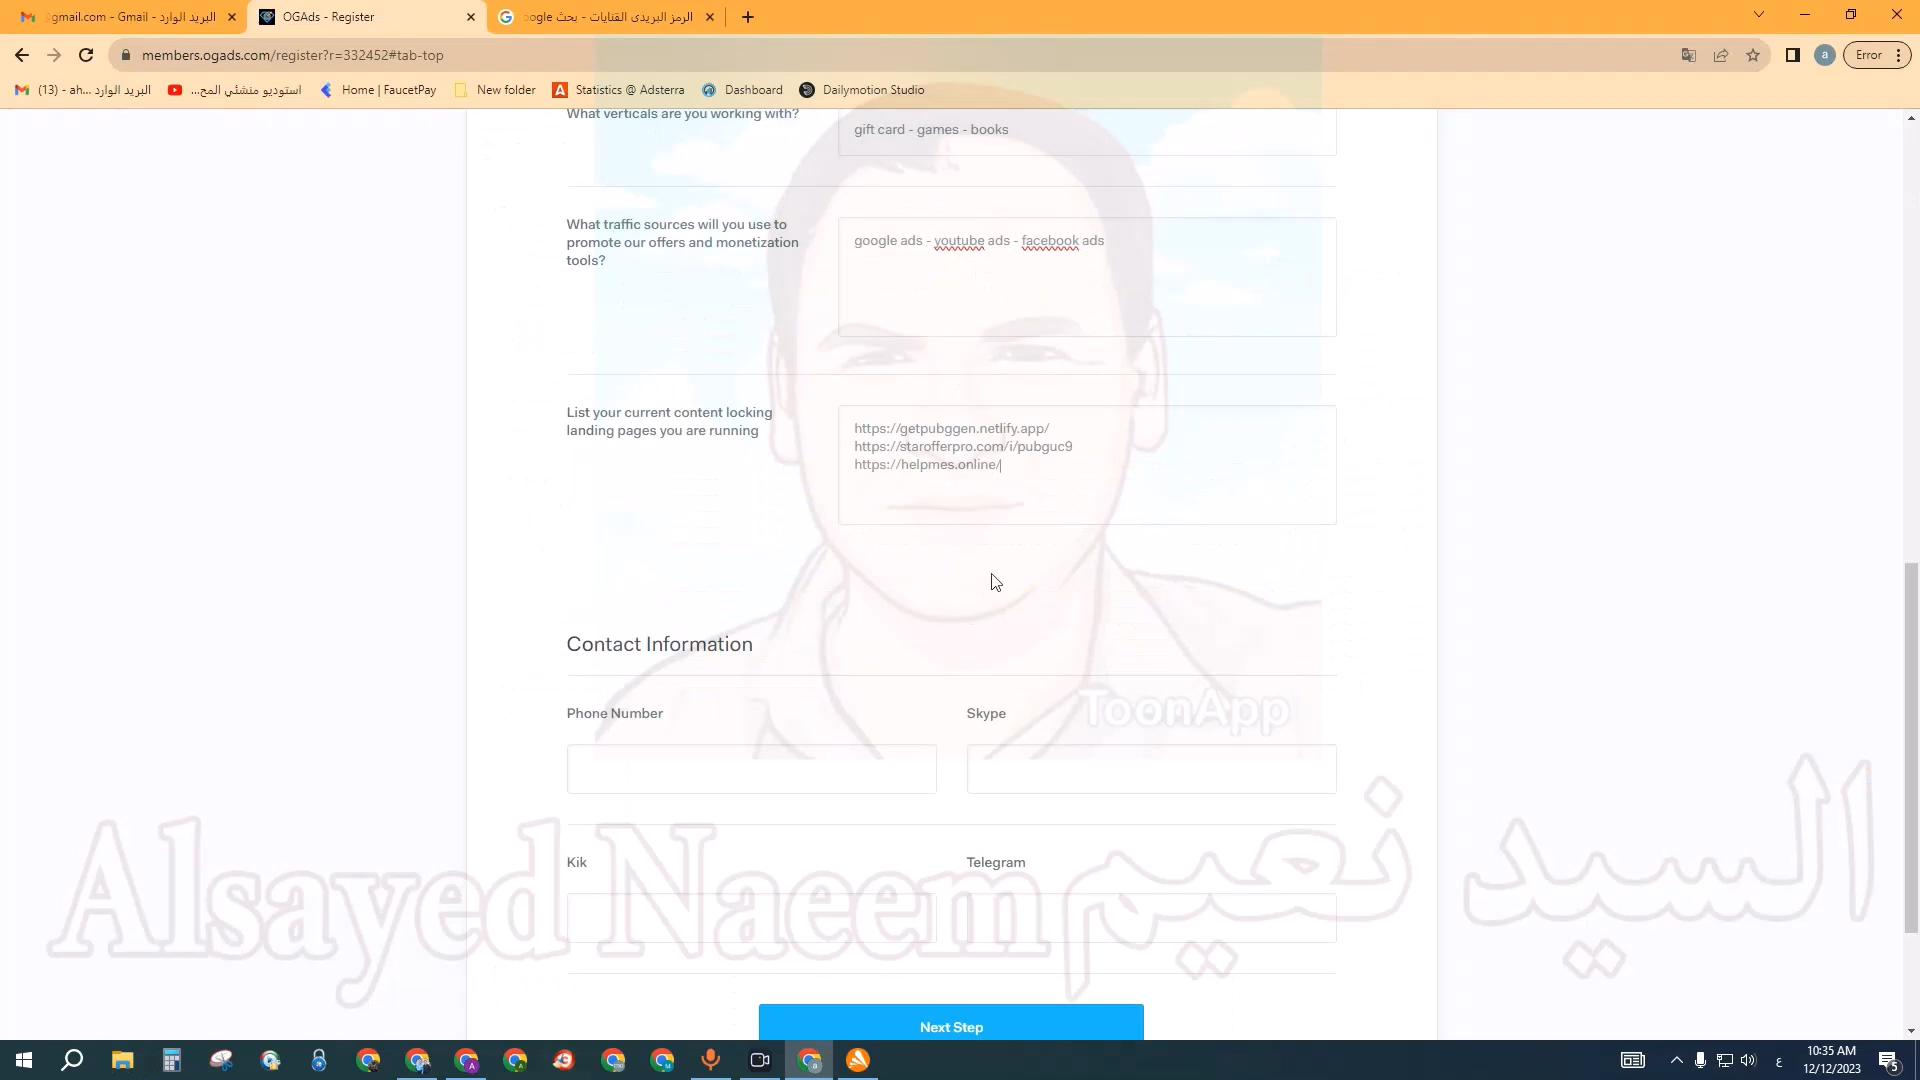 @gmail.com - Gmail - البريد الوارد
OGAds - Register
الرمز البريدى القنايات - بحث
members.ogads.com/register?r=332452#tab-top
a
Error
(13) - ah... البريد الوارد
استوديو منشئي المح...
Home | FaucetPay
New folder
Statistics @ Adsterra
Dashboard
Dailymotion Studio
What verticals are you working with?
gift card - games - books
What traffic sources will you use to
promote our offers and monetization
tools?
google ads - youtube ads - facebook ads
List your current content locking
landing pages you are running
https://getpubggen.netlify.app/
https://starofferpro.com/i/pubguc9
https://helpmes.online/
Contact Information
Phone Number
Skype
ToonApp
Kik
Telegram
Alsayed Naeem السيد نعيم
Next Step
ع
10:35 AM
12/12/2023
5